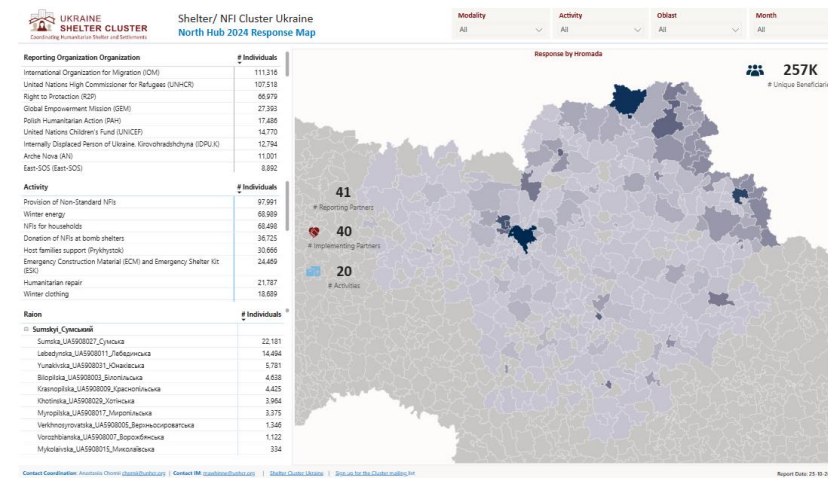 UKRAINE
SHELTER CLUSTER
Coordinating Humanitarian Shelter and Settlements
Shelter/ NFI Cluster Ukraine
North Hub 2024 Response Map
Modality
All
Activity
All
Oblast
All
Month
All
Reporting Organization Organization # Individuals
International Organization for Migration (IOM) 111,316
United Nations High Commissioner for Refugees (UNHCR) 107,518
Right to Protection (R2P) 66,979
Global Empowerment Mission (GEM) 27,393
Polish Humanitarian Action (PAH) 17,486
United Nations Children's Fund (UNICEF) 14,770
Internally Displaced Person of Ukraine. Kirovohradshchyna (IDPU.K) 12,794
Arche Nova (AN) 11,001
East-SOS (East-SOS) 8,892
Activity # Individuals
Provision of Non-Standard NFIs 97,991
Winter energy 68,989
NFIs for households 68,498
Donation of NFIs at bomb shelters 36,725
Host families support (Prykhystok) 30,666
Emergency Construction Material (ECM) and Emergency Shelter Kit 24,469
(ESK)
Humanitarian repair 21,787
Winter clothing 18,689
Raion # Individuals
Sumskyi_Сумський
Sumska_UA5908027_Сумська 22,181
Lebedynska_UA5908011_Лебединська 14,494
Yunakivska_UA5908031_Юнаківська 5,781
Bilopilska_UA5908003_Білопільська 4,638
Krasnopilska_UA5908009_Краснопільська 4,425
Khotinska_UA5908029_Хотінська 3,964
Myropilska_UA5908017_Миропільська 3,375
Verkhnosyrovatska_UA5908005_Верхньосироватська 1,346
Vorozhbianska_UA5908007_Ворожбянська 1,122
Mykolaivska_UA5908015_Миколаївська 334
Response by Hromada
257K
# Unique Beneficiarie
41
# Reporting Partners
40
# Implementing Partners
20
# Activities
Contact Coordination: Anastasia | Contact IM: | Shelter Cluster Ukraine | Sign up for the Cluster mailing list
Report Date: 25-10-2